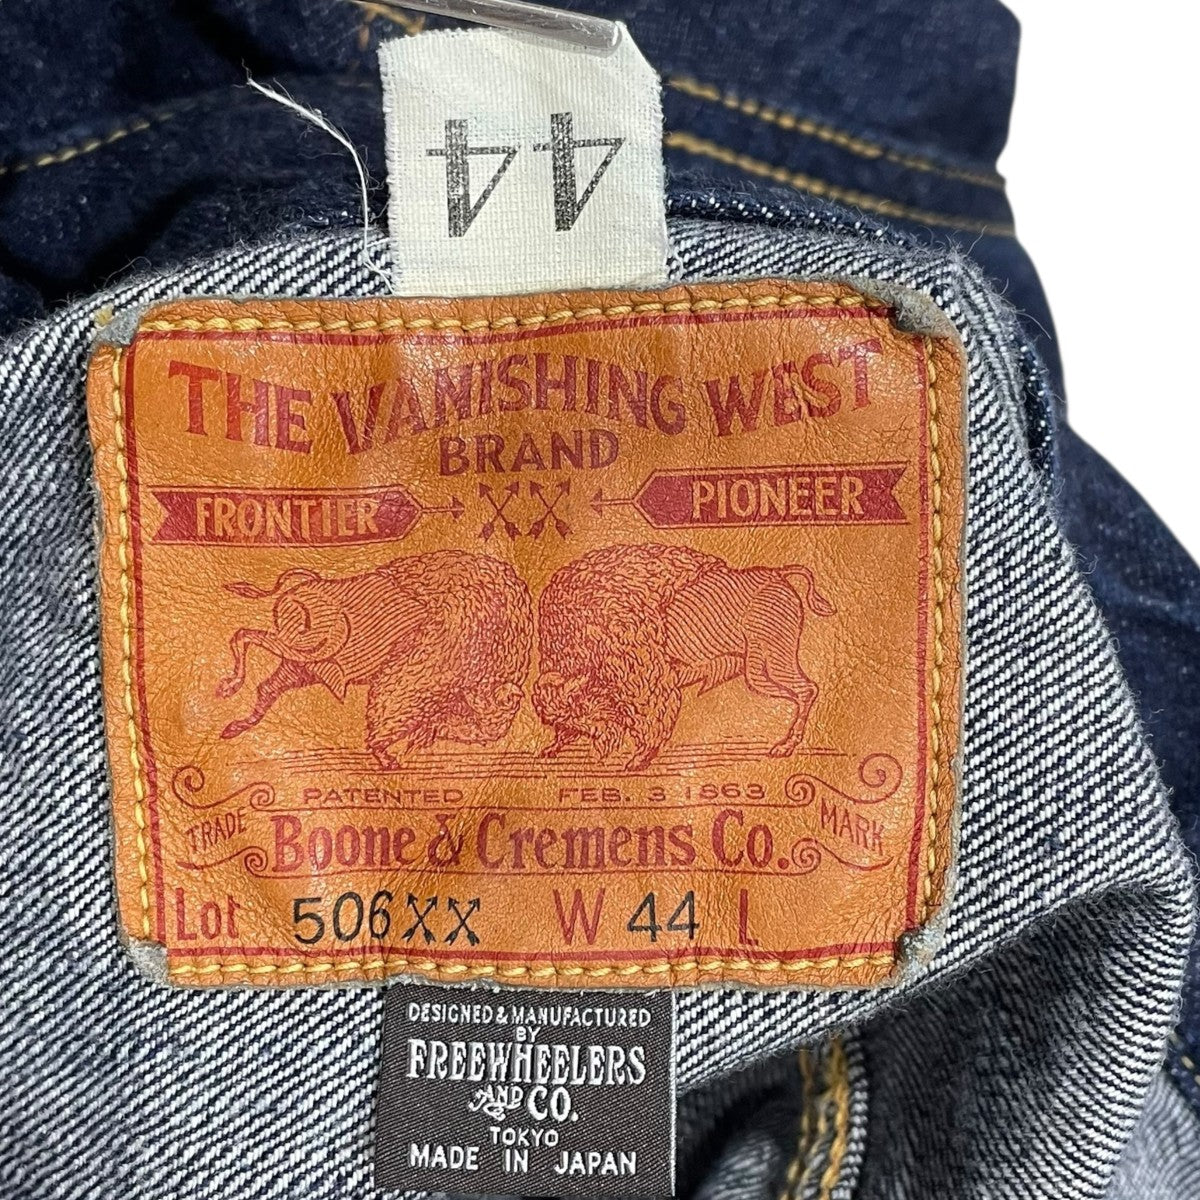 44
THE VANISHING WEST
BRAND
FRONTIER
PIONEER
PATENTED FEB. 3 1863
TRADE MARK
Boone & Cremens Co.
Lot 506XX W 44 L
DESIGNED & MANUFACTURED
BY
FREEWHEELERS
AND CO.
TOKYO
MADE IN JAPAN